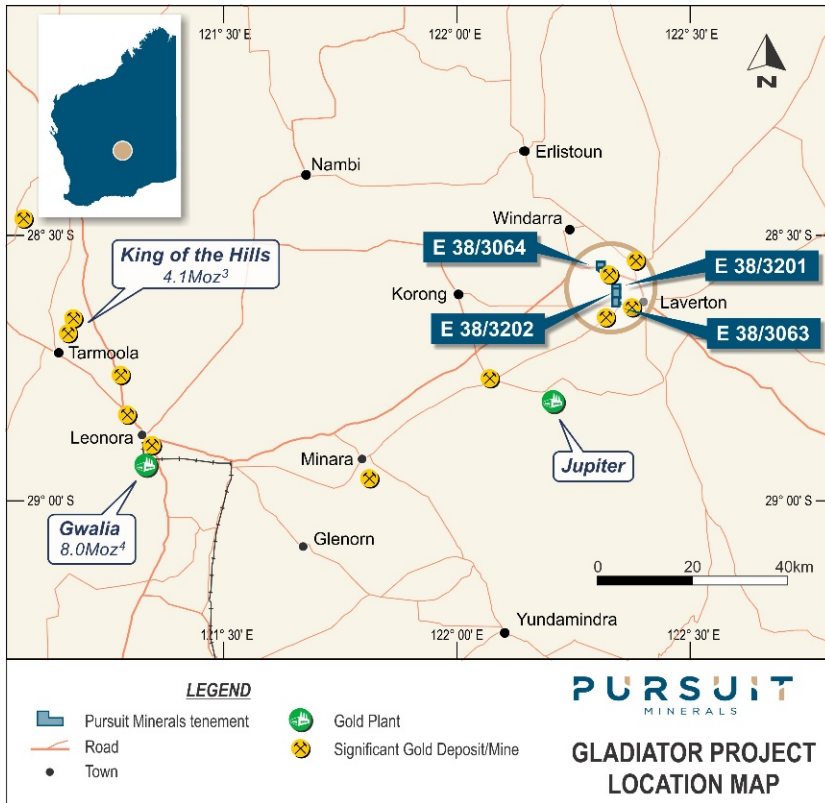 121° 30' E
122° 00' E
122° 30' E
N
Erlistoun
Nambi
Windarra
28° 30' S
28° 30' S
E 38/3064
King of the Hills
4.1Moz³
E 38/3201
Korong
Laverton
E 38/3202
E 38/3063
Tarmoola
Leonora
Minara
Jupiter
29° 00' S
29° 00' S
Gwalia
8.0Moz⁴
Glenorn
0 20 40km
Yundamindra
121° 30' E
122° 00' E
122° 30' E
LEGEND
Pursuit Minerals tenement
Road
Town
Gold Plant
Significant Gold Deposit/Mine
PURSUIT
MINERALS
GLADIATOR PROJECT
LOCATION MAP